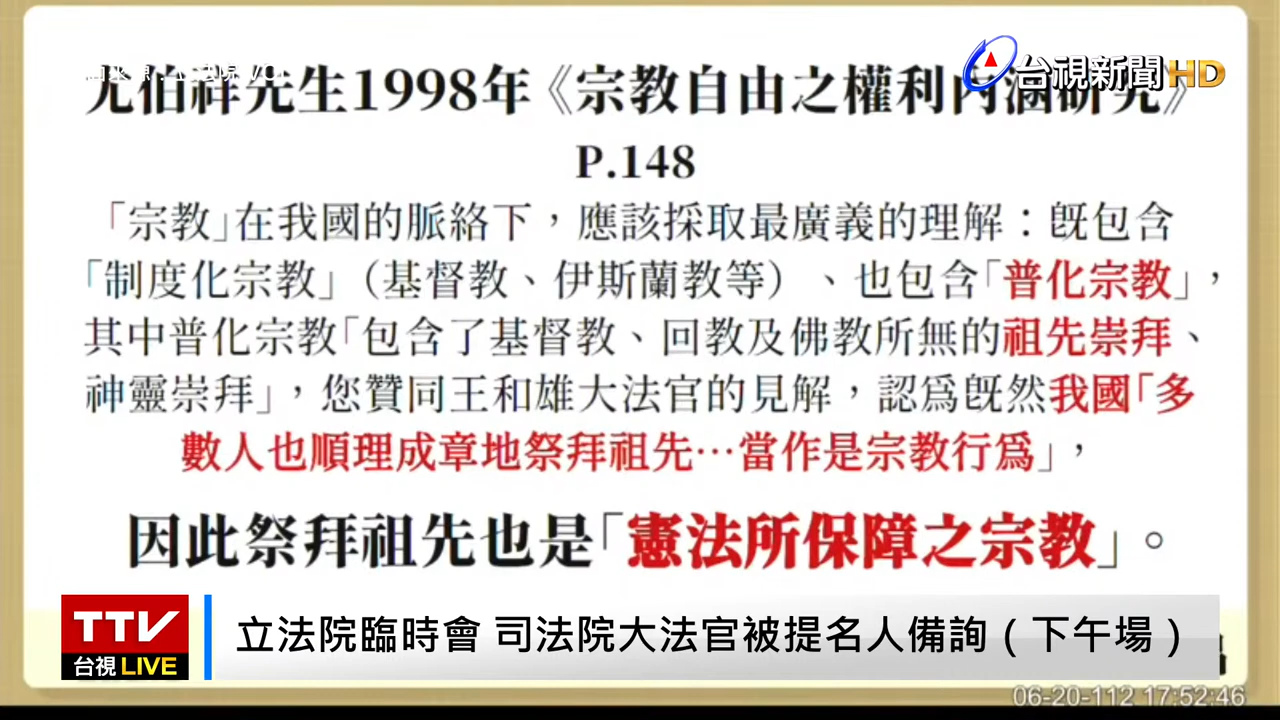 台視新聞HD
尤伯祥先生1998年《宗教自由之權利內涵研究》
P.148
「宗教」在我國的脈絡下，應該採取最廣義的理解：既包含
「制度化宗教」（基督教、伊斯蘭教等）、也包含「普化宗教」，
其中普化宗教「包含了基督教、回教及佛教所無的祖先崇拜、
神靈崇拜」，您贊同王和雄大法官的見解，認為既然我國「多
數人也順理成章地祭拜祖先…當作是宗教行為」，
因此祭拜祖先也是「憲法所保障之宗教」。
TTV
台視LIVE
立法院臨時會 司法院大法官被提名人備詢（下午場）
06-20-112 17:52:46